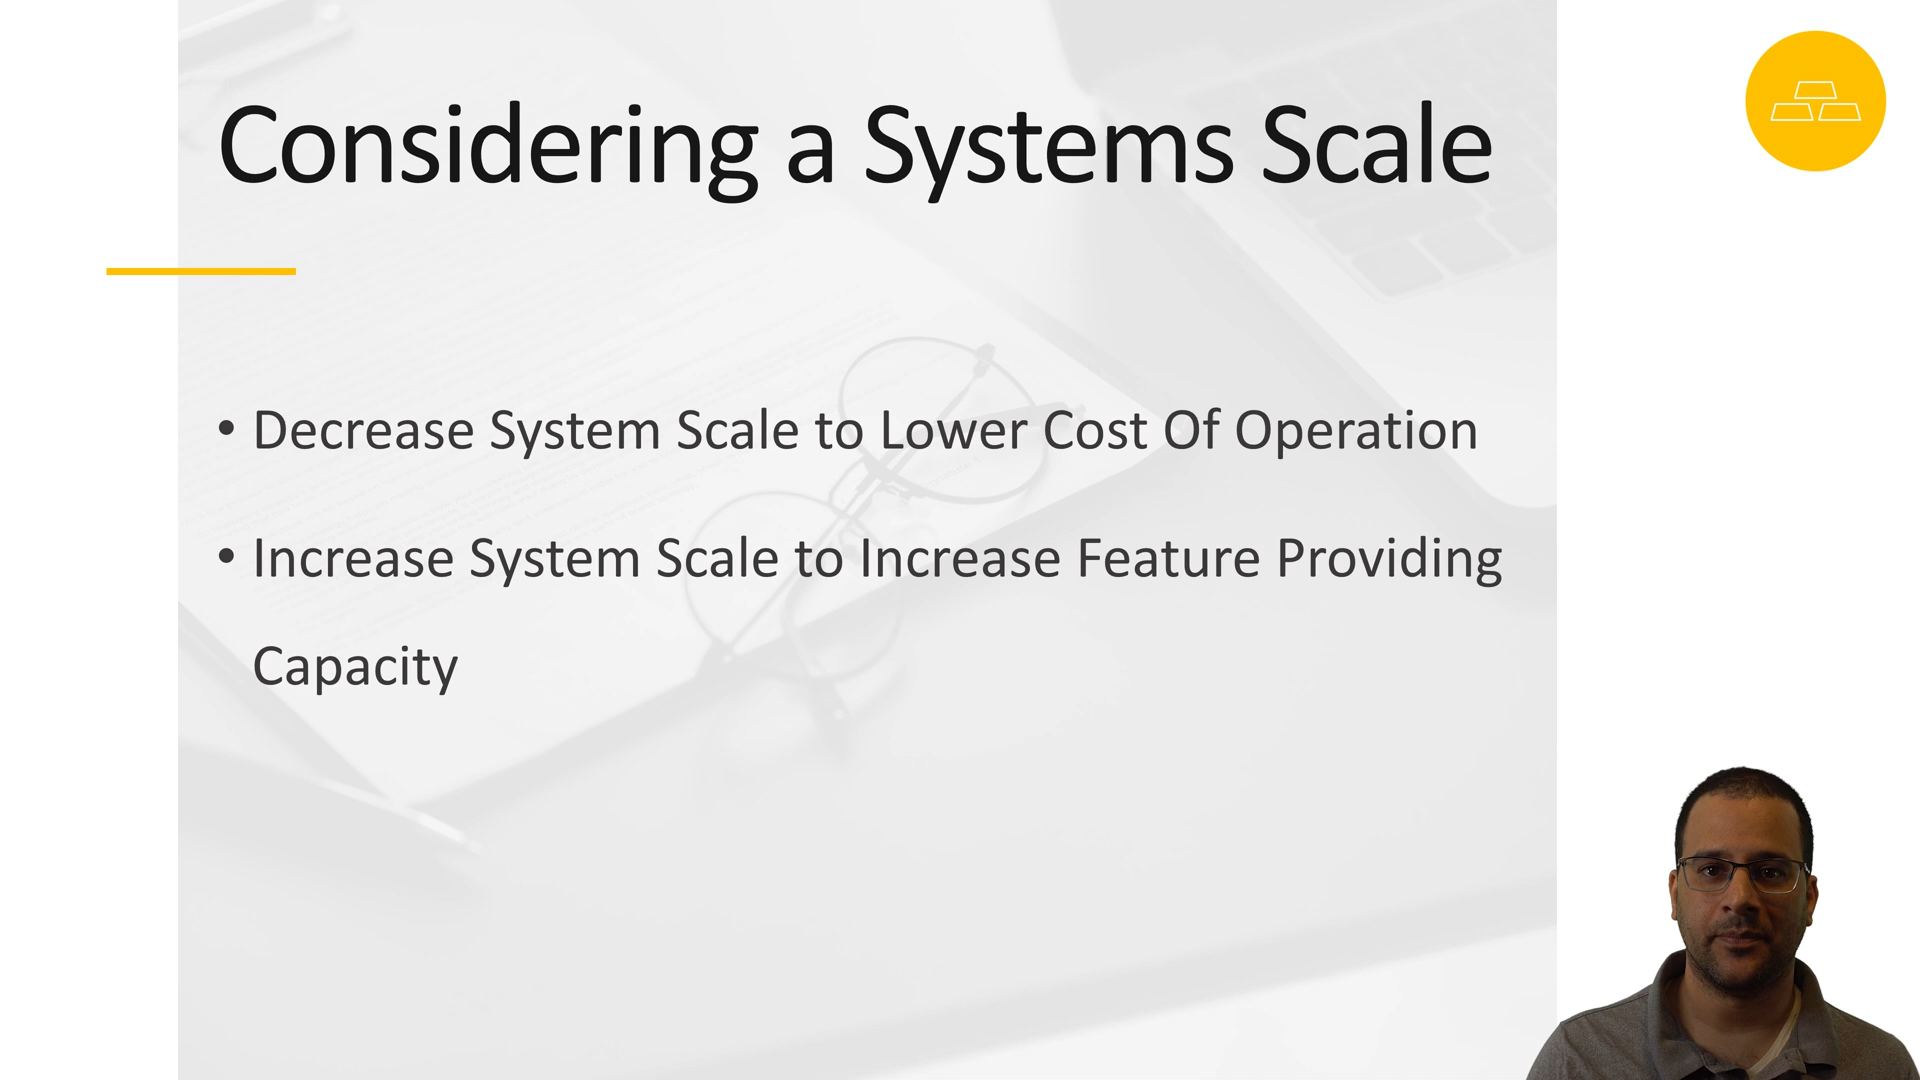 Considering a Systems Scale
• Decrease System Scale to Lower Cost Of Operation
• Increase System Scale to Increase Feature Providing
Capacity